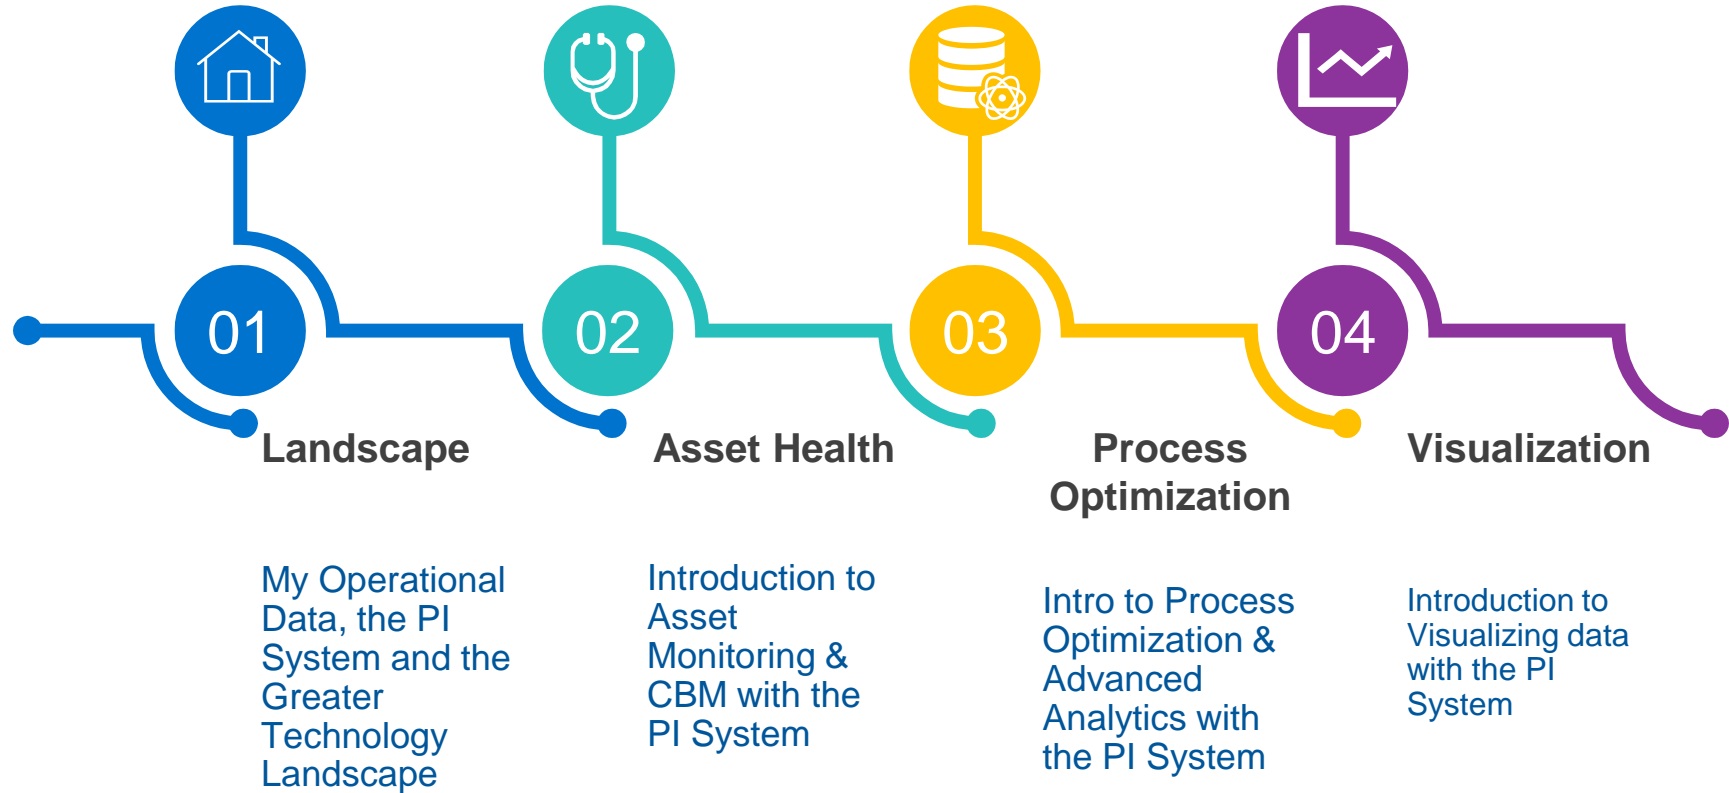 01
02
03
04
Landscape
Asset Health
Process
Optimization
Visualization
My Operational
Data, the PI
System and the
Greater
Technology
Landscape
Introduction to
Asset
Monitoring &
CBM with the
PI System
Intro to Process
Optimization &
Advanced
Analytics with
the PI System
Introduction to
Visualizing data
with the PI
System